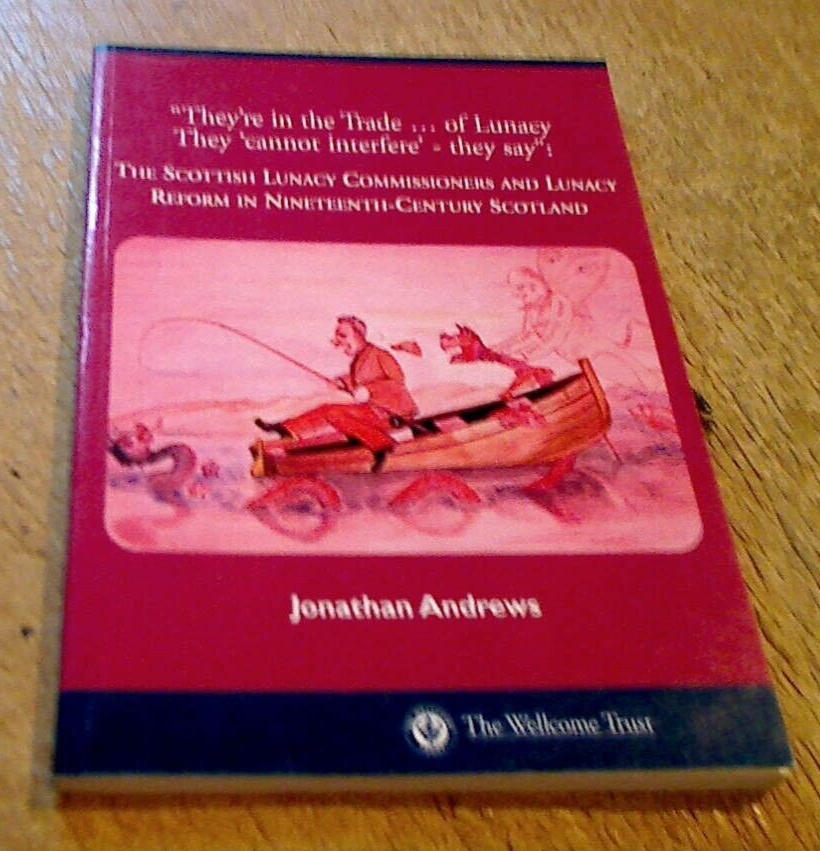 "They're in the Trade ... of Lunacy
They 'cannot interfere' - they say":
The Scottish Lunacy Commissioners and Lunacy
Reform in Nineteenth-Century Scotland
Jonathan Andrews
The Wellcome Trust